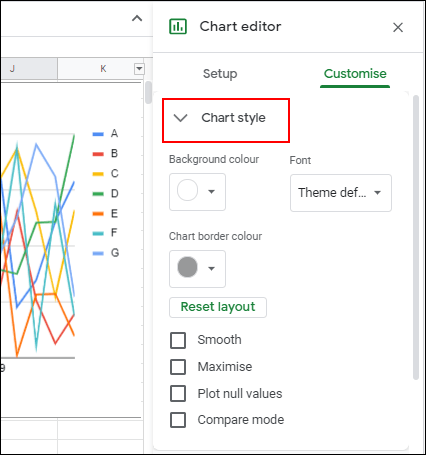 Chart editor
J
K
Setup
Customise
Chart style
A
B
C
D
E
F
G
Background colour
Font
Theme def...
Chart border colour
Reset layout
9
Smooth
Maximise
Plot null values
Compare mode